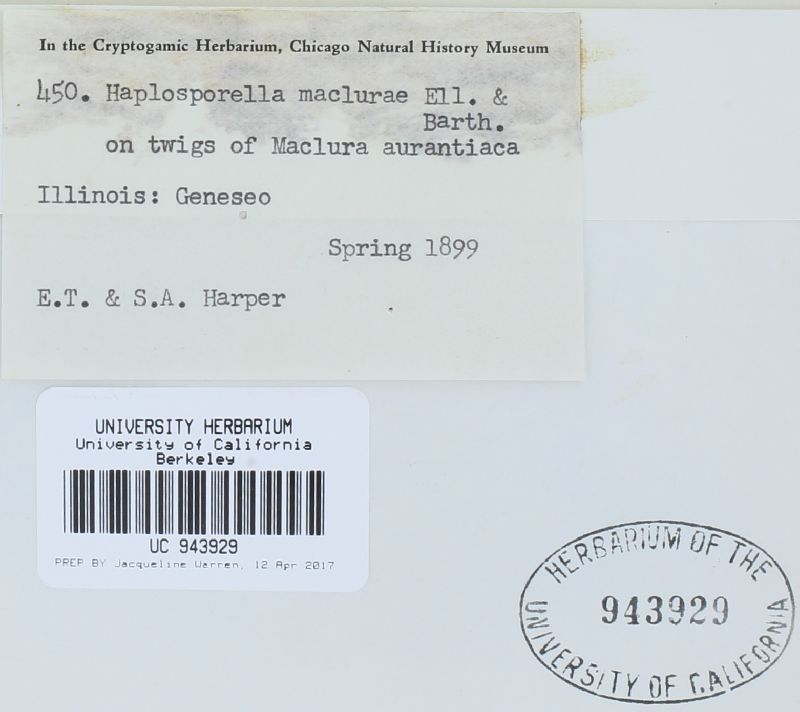 In the Cryptogamic Herbarium, Chicago Natural History Museum
450. Haplosporella maclurae Ell. &
Barth.
on twigs of Maclura aurantiaca
Illinois: Geneseo
Spring 1899
E.T. & S.A. Harper
UNIVERSITY HERBARIUM
University of California
Berkeley
UC 943929
PREP BY Jacqueline Warren, 12 Apr 2017
HERBARIUM OF THE
943929
UNIVERSITY OF CALIFORNIA